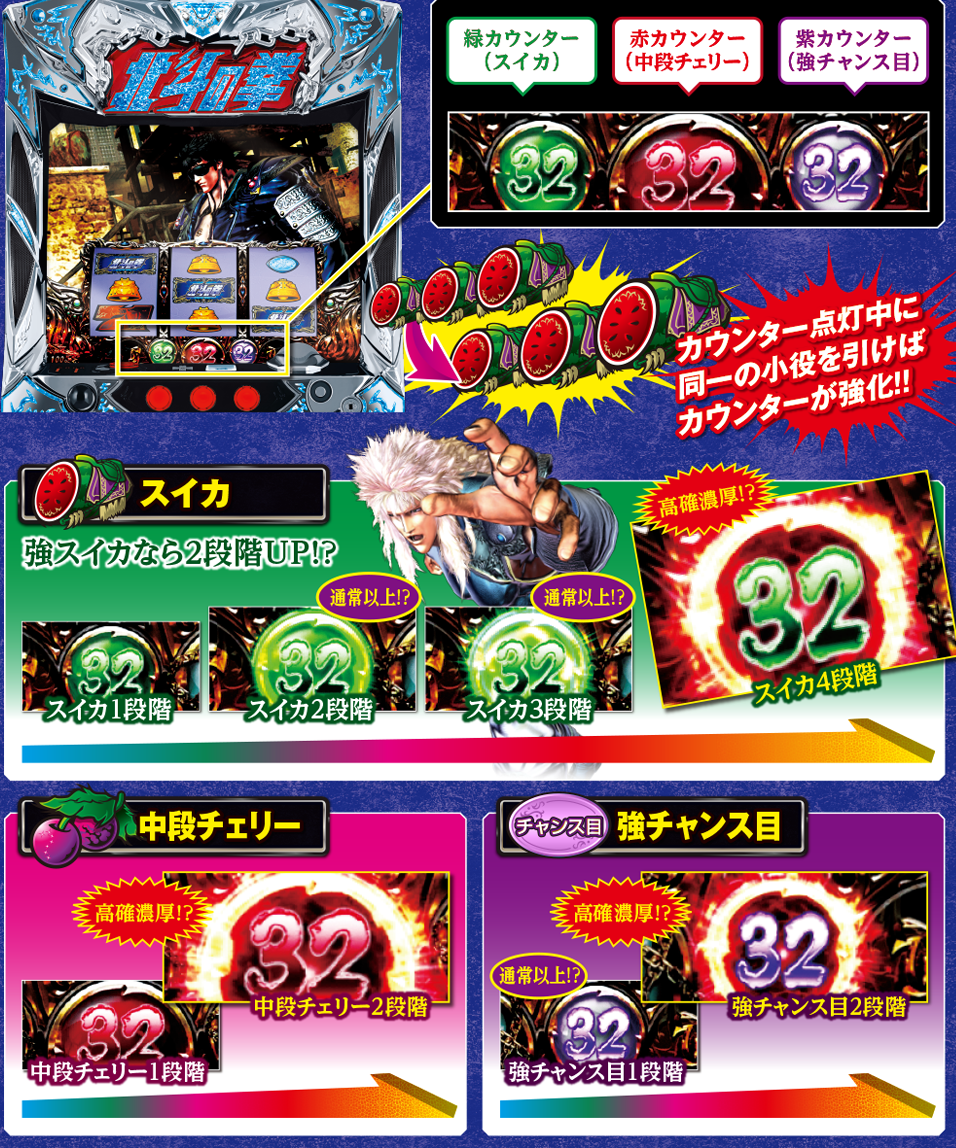 北斗の拳
緑カウンター
（スイカ）
赤カウンター
（中段チェリー）
紫カウンター
（強チャンス目）
32
32
32
32
32
32
カウンター点灯中に
同一の小役を引けば
カウンターが強化!!
スイカ
強スイカなら2段階UP!?
通常以上!?
通常以上!?
高確濃厚!?
32
32
32
32
スイカ1段階
スイカ2段階
スイカ3段階
スイカ4段階
中段チェリー
高確濃厚!?
32
中段チェリー2段階
32
中段チェリー1段階
チャンス目
強チャンス目
高確濃厚!?
32
強チャンス目2段階
通常以上!?
32
強チャンス目1段階